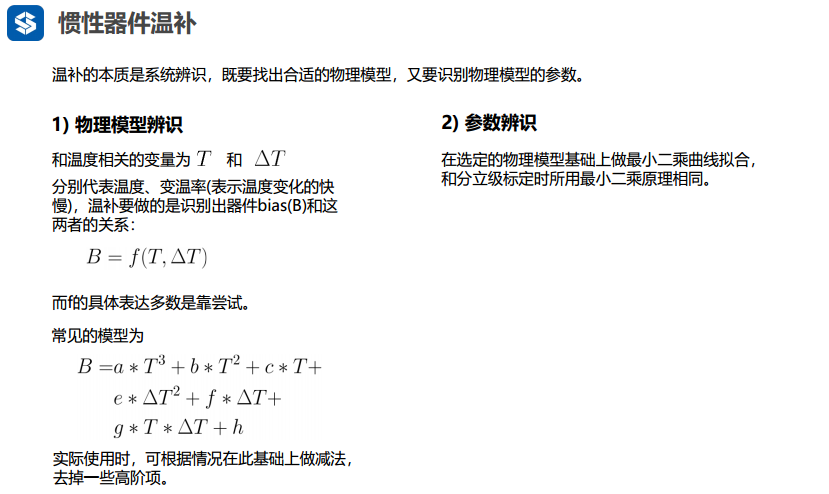 惯性器件温补
温补的本质是系统辨识，既要找出合适的物理模型，又要识别物理模型的参数。
1) 物理模型辨识
和温度相关的变量为 T 和 ΔT
分别代表温度、变温率(表示温度变化的快
慢)，温补要做的是识别出器件bias(B)和这
两者的关系：
B = f(T, ΔT)
而f的具体表达多数是靠尝试。
常见的模型为
B =a * T³ + b * T² + c * T+
e * ΔT² + f * ΔT+
g * T * ΔT + h
实际使用时，可根据情况在此基础上做减法，
去掉一些高阶项。
2) 参数辨识
在选定的物理模型基础上做最小二乘曲线拟合，
和分立级标定时所用最小二乘原理相同。